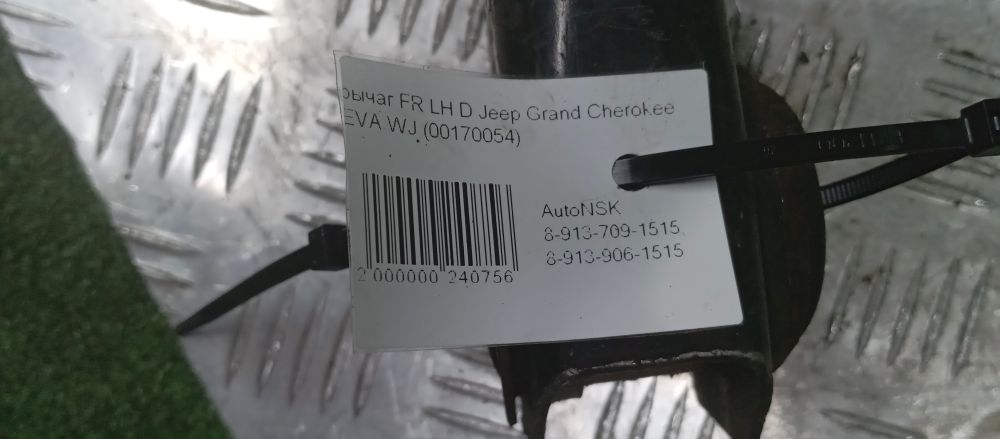 рычаг FR LH D Jeep Grand Cherokee
EVA WJ (00170054)
AutoNSK
8-913-709-1515,
8-913-906-1515
2 000000 240756